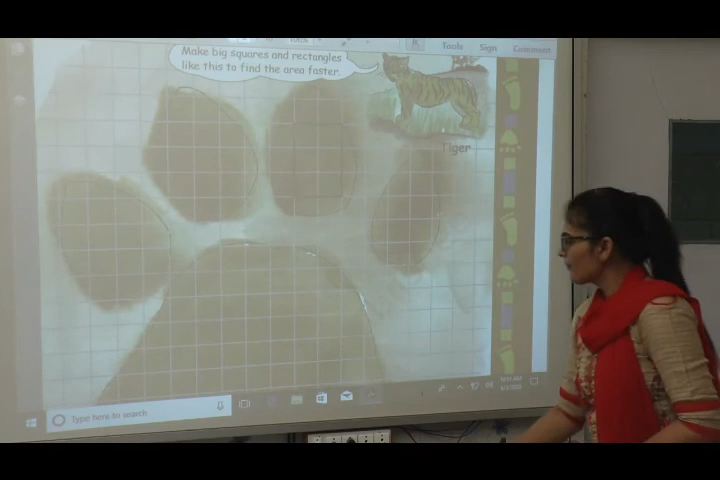 Tools Sign Comment
Make big squares and rectangles
like this to find the area faster.
Tiger
Type here to search